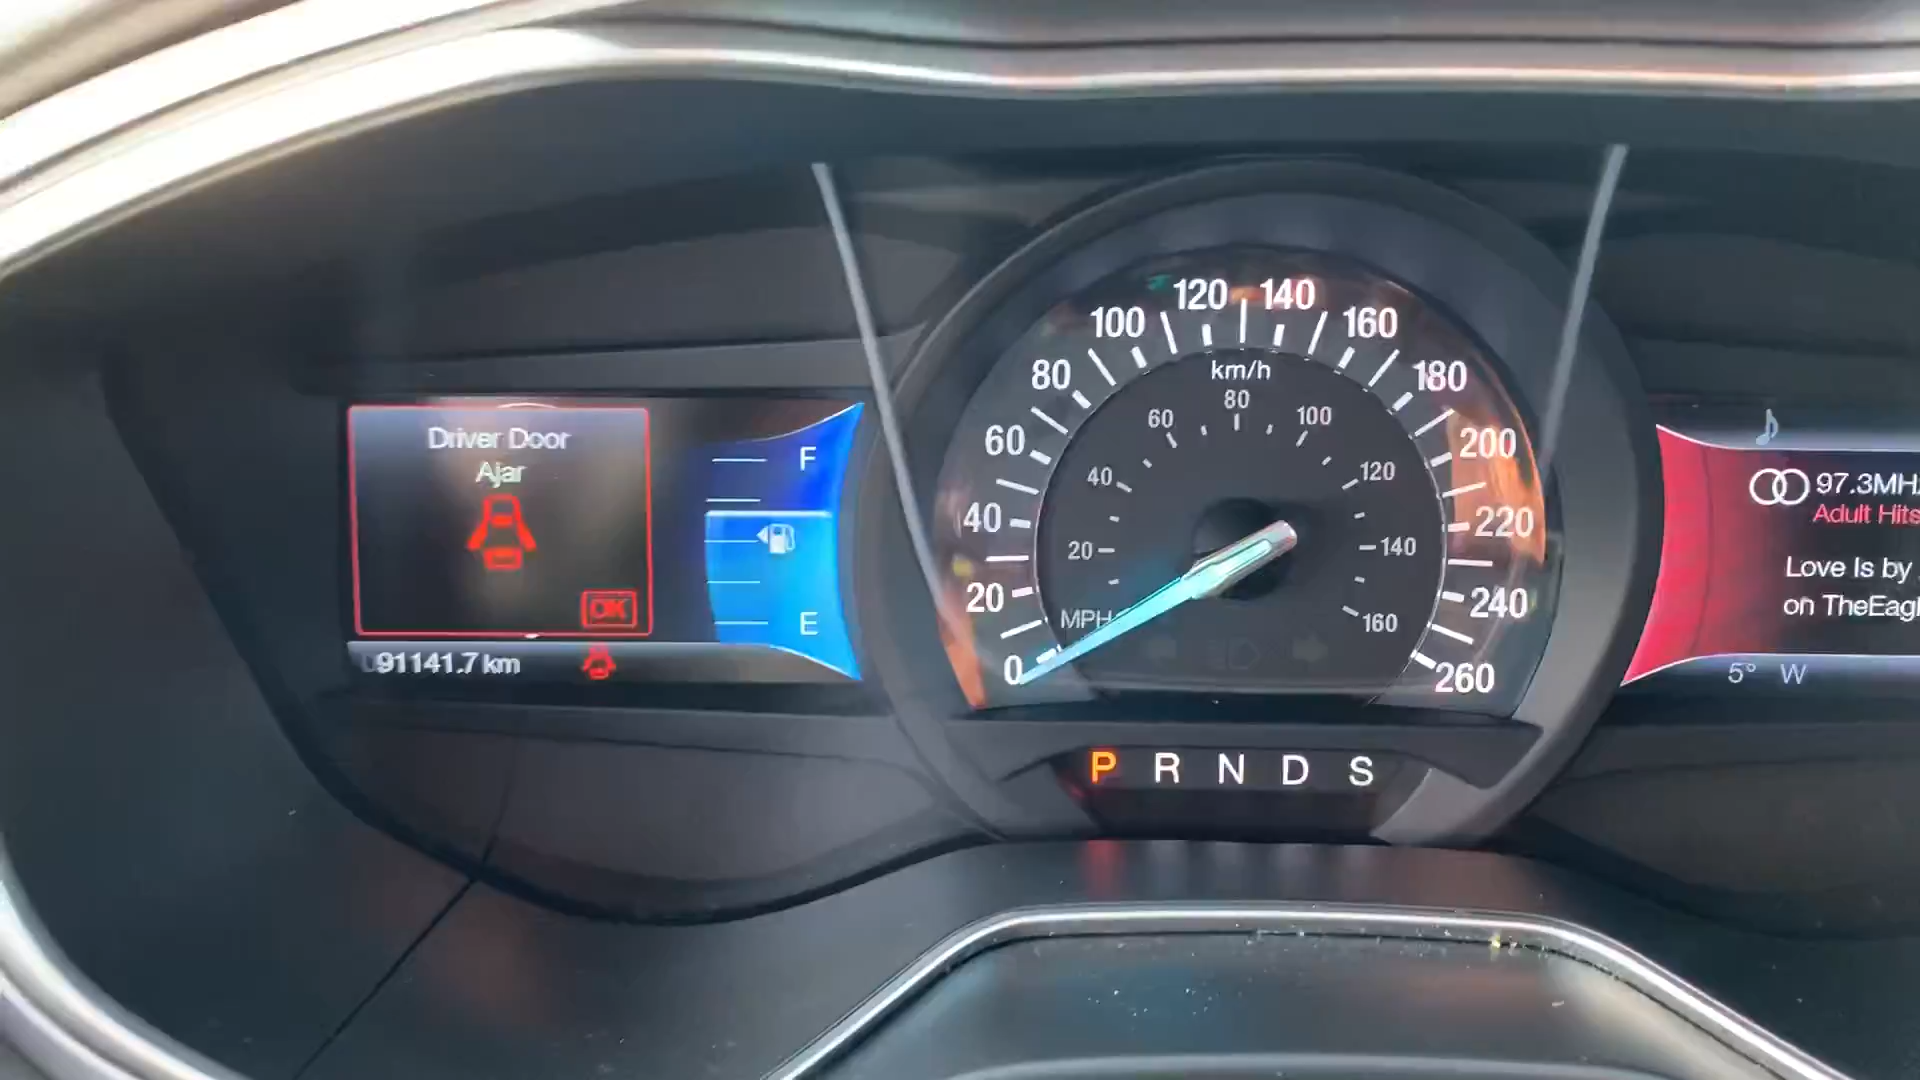 Driver Door
Ajar
OK
91141.7 km
F
E
0
20
40
60
80
100
120
140
160
180
200
220
240
260
km/h
MPH
20
40
60
80
100
120
140
160
P R N D S
97.3MHz
Adult Hits
Love Is by
on TheEagl
5° W